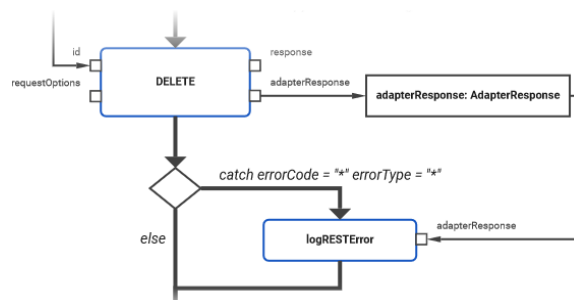 id
response
requestOptions
DELETE
adapterResponse
adapterResponse: AdapterResponse
catch errorCode = "*" errorType = "*"
else
logRESTError
adapterResponse